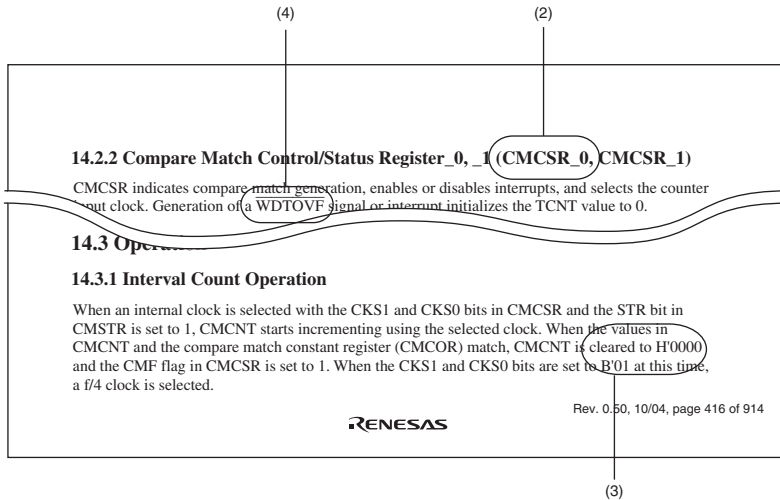 (4)
(2)
14.2.2 Compare Match Control/Status Register_0, _1 (CMCSR_0, CMCSR_1)
CMCSR indicates compare match generation, enables or disables interrupts, and selects the counter
input clock. Generation of a WDTOVF signal or interrupt initializes the TCNT value to 0.
14.3 Operation
14.3.1 Interval Count Operation
When an internal clock is selected with the CKS1 and CKS0 bits in CMCSR and the STR bit in
CMSTR is set to 1, CMCNT starts incrementing using the selected clock. When the values in
CMCNT and the compare match constant register (CMCOR) match, CMCNT is cleared to H'0000
and the CMF flag in CMCSR is set to 1. When the CKS1 and CKS0 bits are set to B'01 at this time,
a f/4 clock is selected.
Rev. 0.50, 10/04, page 416 of 914
RENESAS
(3)